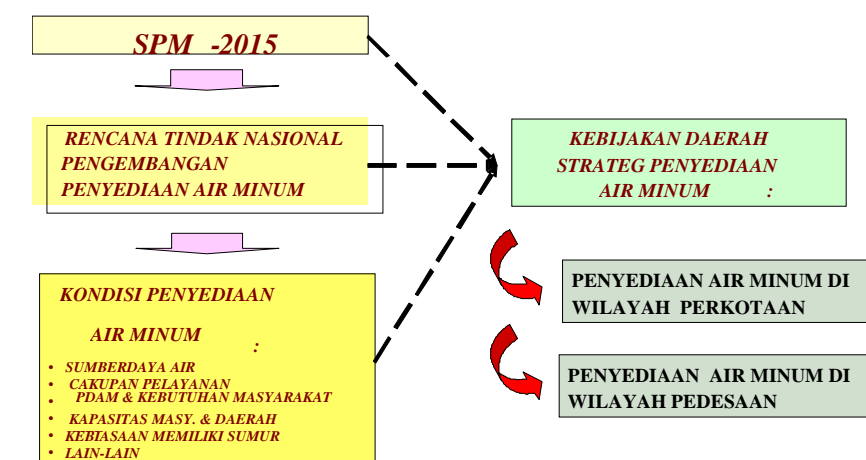 SPM -2015
RENCANA TINDAK NASIONAL
PENGEMBANGAN
PENYEDIAAN AIR MINUM
KONDISI PENYEDIAAN
AIR MINUM
:
• SUMBERDAYA AIR
• CAKUPAN PELAYANAN
• PDAM & KEBUTUHAN MASYARAKAT
• KAPASITAS MASY. & DAERAH
• KEBIASAAN MEMILIKI SUMUR
• LAIN-LAIN
KEBIJAKAN DAERAH
STRATEG PENYEDIAAN
AIR MINUM :
PENYEDIAAN AIR MINUM DI
WILAYAH PERKOTAAN
PENYEDIAAN AIR MINUM DI
WILAYAH PEDESAAN